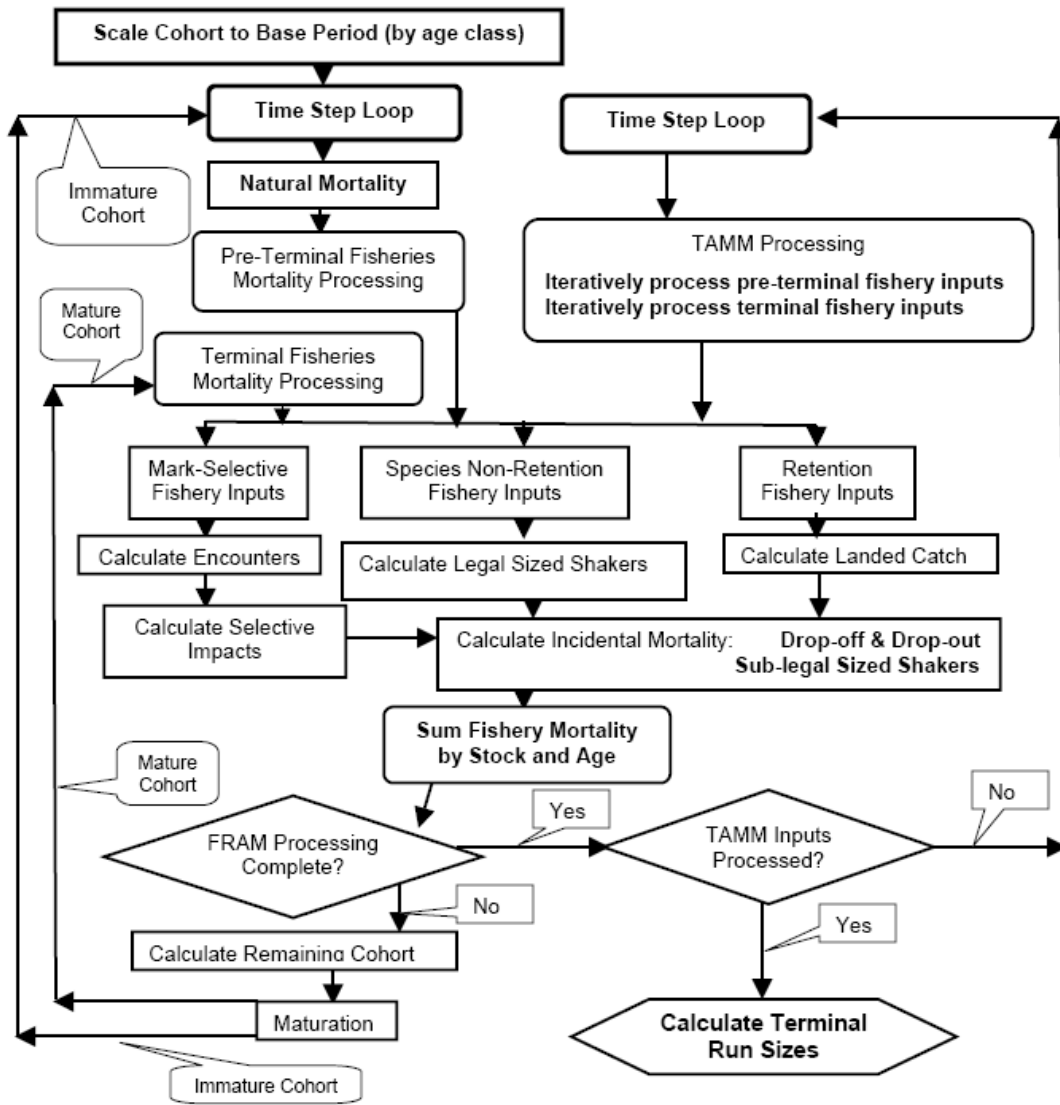 Scale Cohort to Base Period (by age class)
Time Step Loop
Time Step Loop
Natural Mortality
Immature
Cohort
Pre-Terminal Fisheries
Mortality Processing
TAMM Processing
Iteratively process pre-terminal fishery inputs
Iteratively process terminal fishery inputs
Mature
Cohort
Terminal Fisheries
Mortality Processing
Mark-Selective
Fishery Inputs
Species Non-Retention
Fishery Inputs
Retention
Fishery Inputs
Calculate Encounters
Calculate Legal Sized Shakers
Calculate Landed Catch
Calculate Selective
Impacts
Calculate Incidental Mortality: Drop-off & Drop-out
Sub-legal Sized Shakers
Sum Fishery Mortality
by Stock and Age
Mature
Cohort
Yes
No
FRAM Processing
Complete?
TAMM Inputs
Processed?
No
Yes
Calculate Remaining Cohort
Maturation
Calculate Terminal
Run Sizes
Immature Cohort